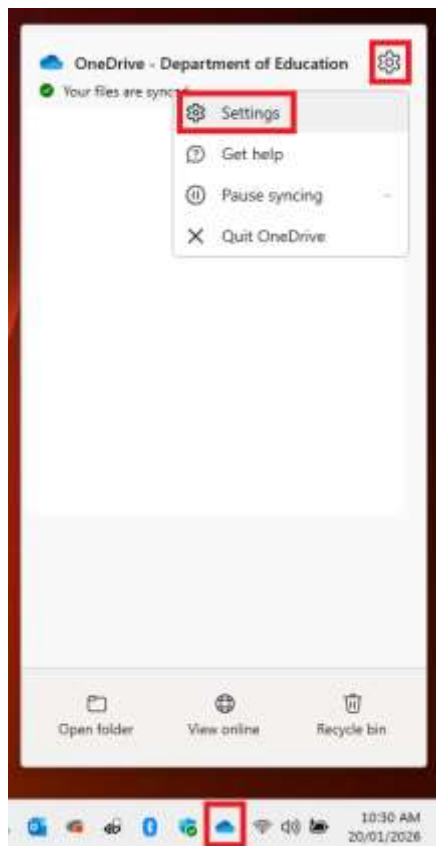 OneDrive - Department of Education
Your files are synced
Settings
Get help
Pause syncing
Quit OneDrive
Open folder
View online
Recycle bin
10:30 AM
20/01/2026